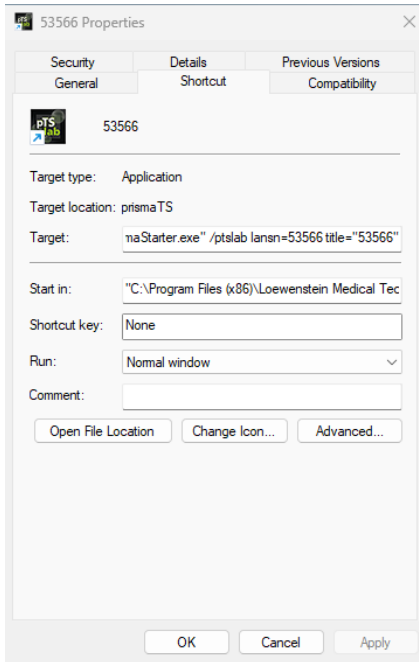 53566 Properties
Security Details Previous Versions
General Shortcut Compatibility
pTS
lab
53566
Target type: Application
Target location: prismaTS
Target: naStarter.exe" /ptslab lansn=53566 title="53566"
Start in: "C:\Program Files (x86)\Loewenstein Medical Tec
Shortcut key: None
Run: Normal window
Comment:
Open File Location Change Icon... Advanced...
OK Cancel Apply